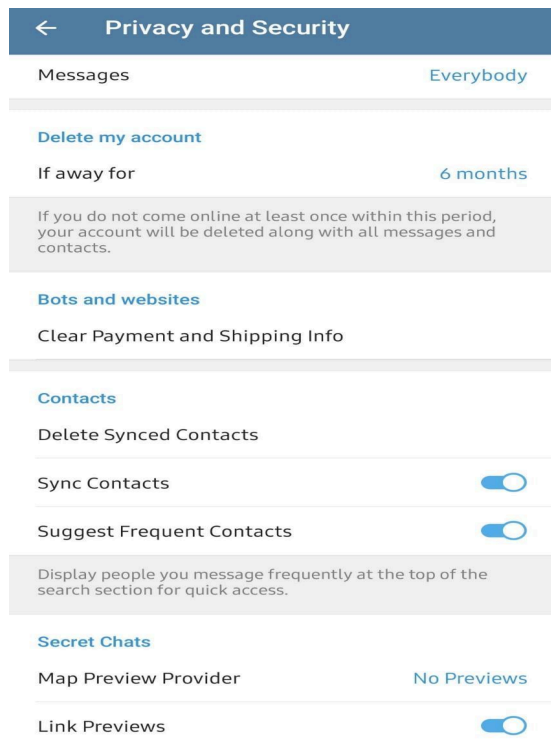 Privacy and Security
Messages Everybody
Delete my account
If away for 6 months
If you do not come online at least once within this period,
your account will be deleted along with all messages and
contacts.
Bots and websites
Clear Payment and Shipping Info
Contacts
Delete Synced Contacts
Sync Contacts
Suggest Frequent Contacts
Display people you message frequently at the top of the
search section for quick access.
Secret Chats
Map Preview Provider No Previews
Link Previews